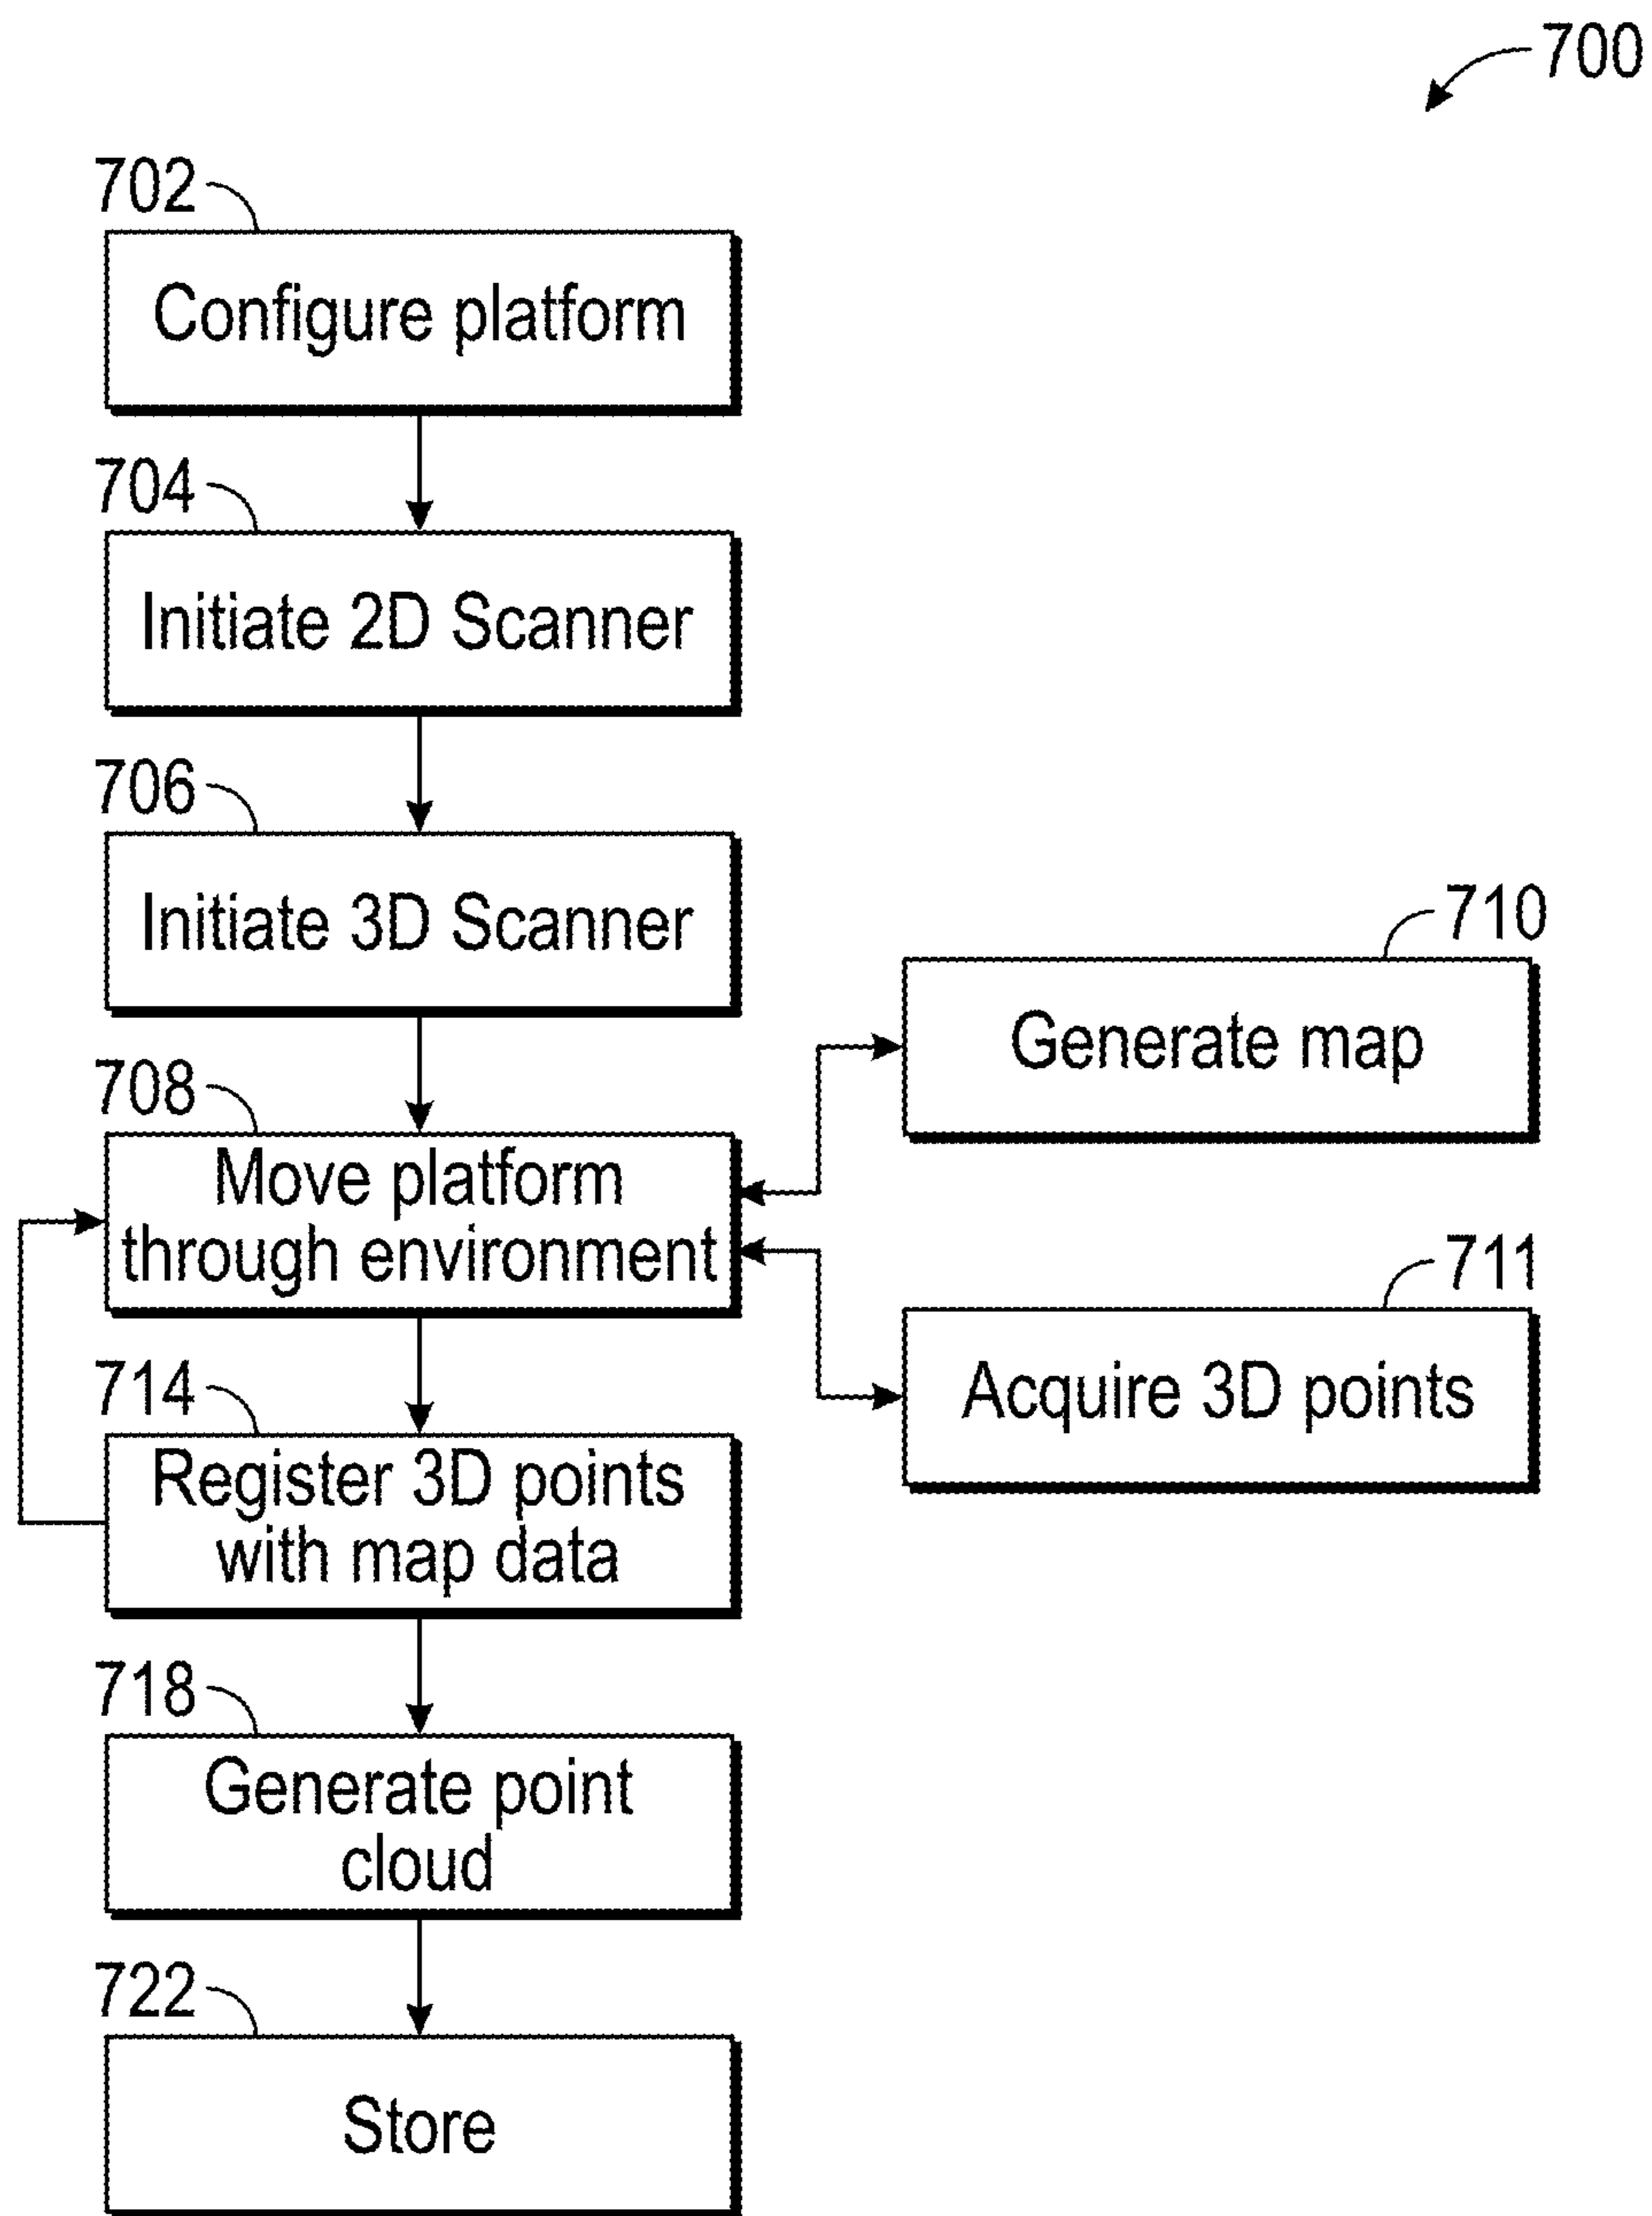 700
702
Configure platform
704
Initiate 2D Scanner
706
Initiate 3D Scanner
710
Generate map
708
Move platform
through environment
711
Acquire 3D points
714
Register 3D points
with map data
718
Generate point
cloud
722
Store